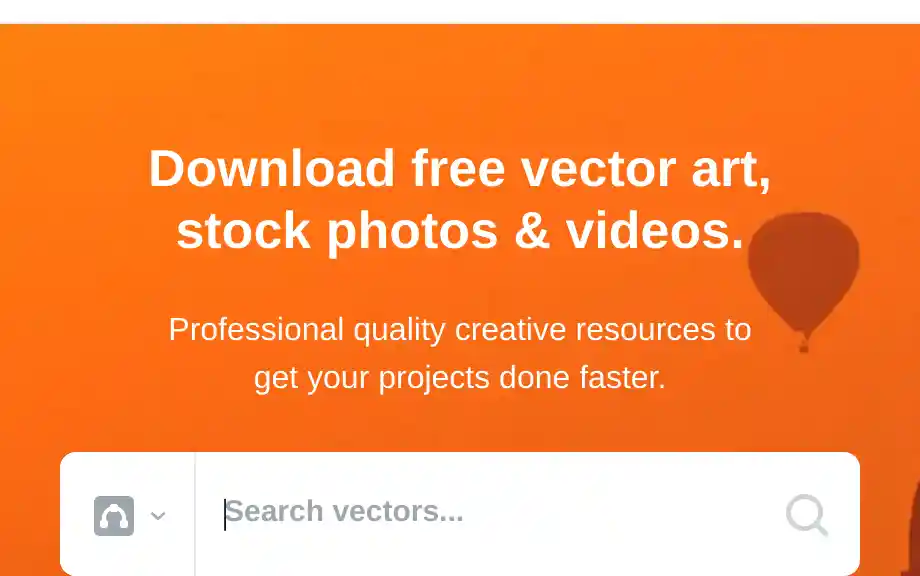 Download free vector art,
stock photos & videos.
Professional quality creative resources to
get your projects done faster.
Search vectors...